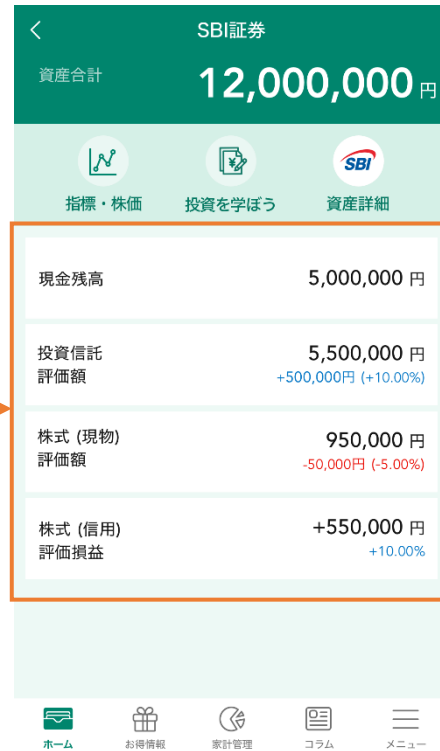 SBI証券
資産合計 12,000,000 円
指標・株価 投資を学ぼう SBI 資産詳細
現金残高 5,000,000 円
投資信託 5,500,000 円
評価額 +500,000円 (+10.00%)
株式 (現物) 950,000 円
評価額 -50,000円 (-5.00%)
株式 (信用) +550,000 円
評価損益 +10.00%
ホーム お得情報 家計管理 コラム メニュー